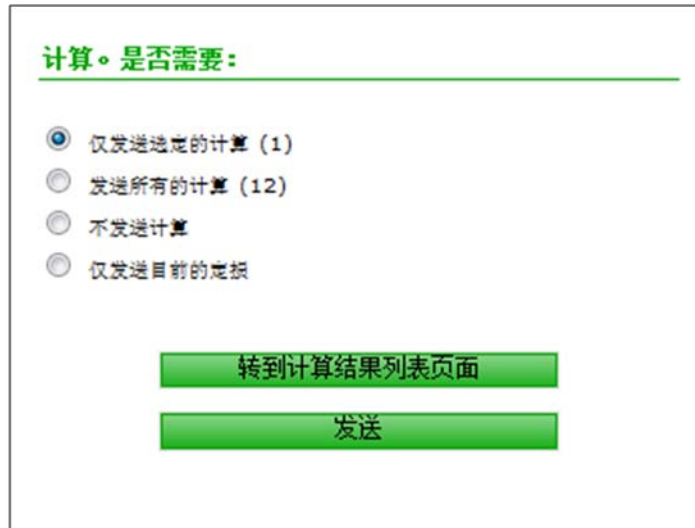 计算。是否需要:
仅发送选定的计算 (1)
发送所有的计算 (12)
不发送计算
仅发送目前的定损
转到计算结果列表页面
发送